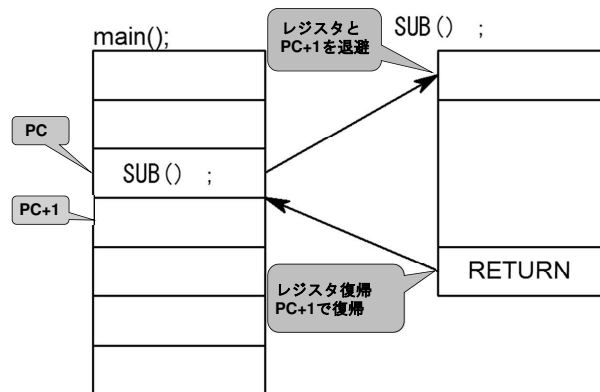 main();
レジスタと
PC+1を退避
SUB() ;
PC
SUB() ;
PC+1
レジスタ復帰
PC+1で復帰
RETURN